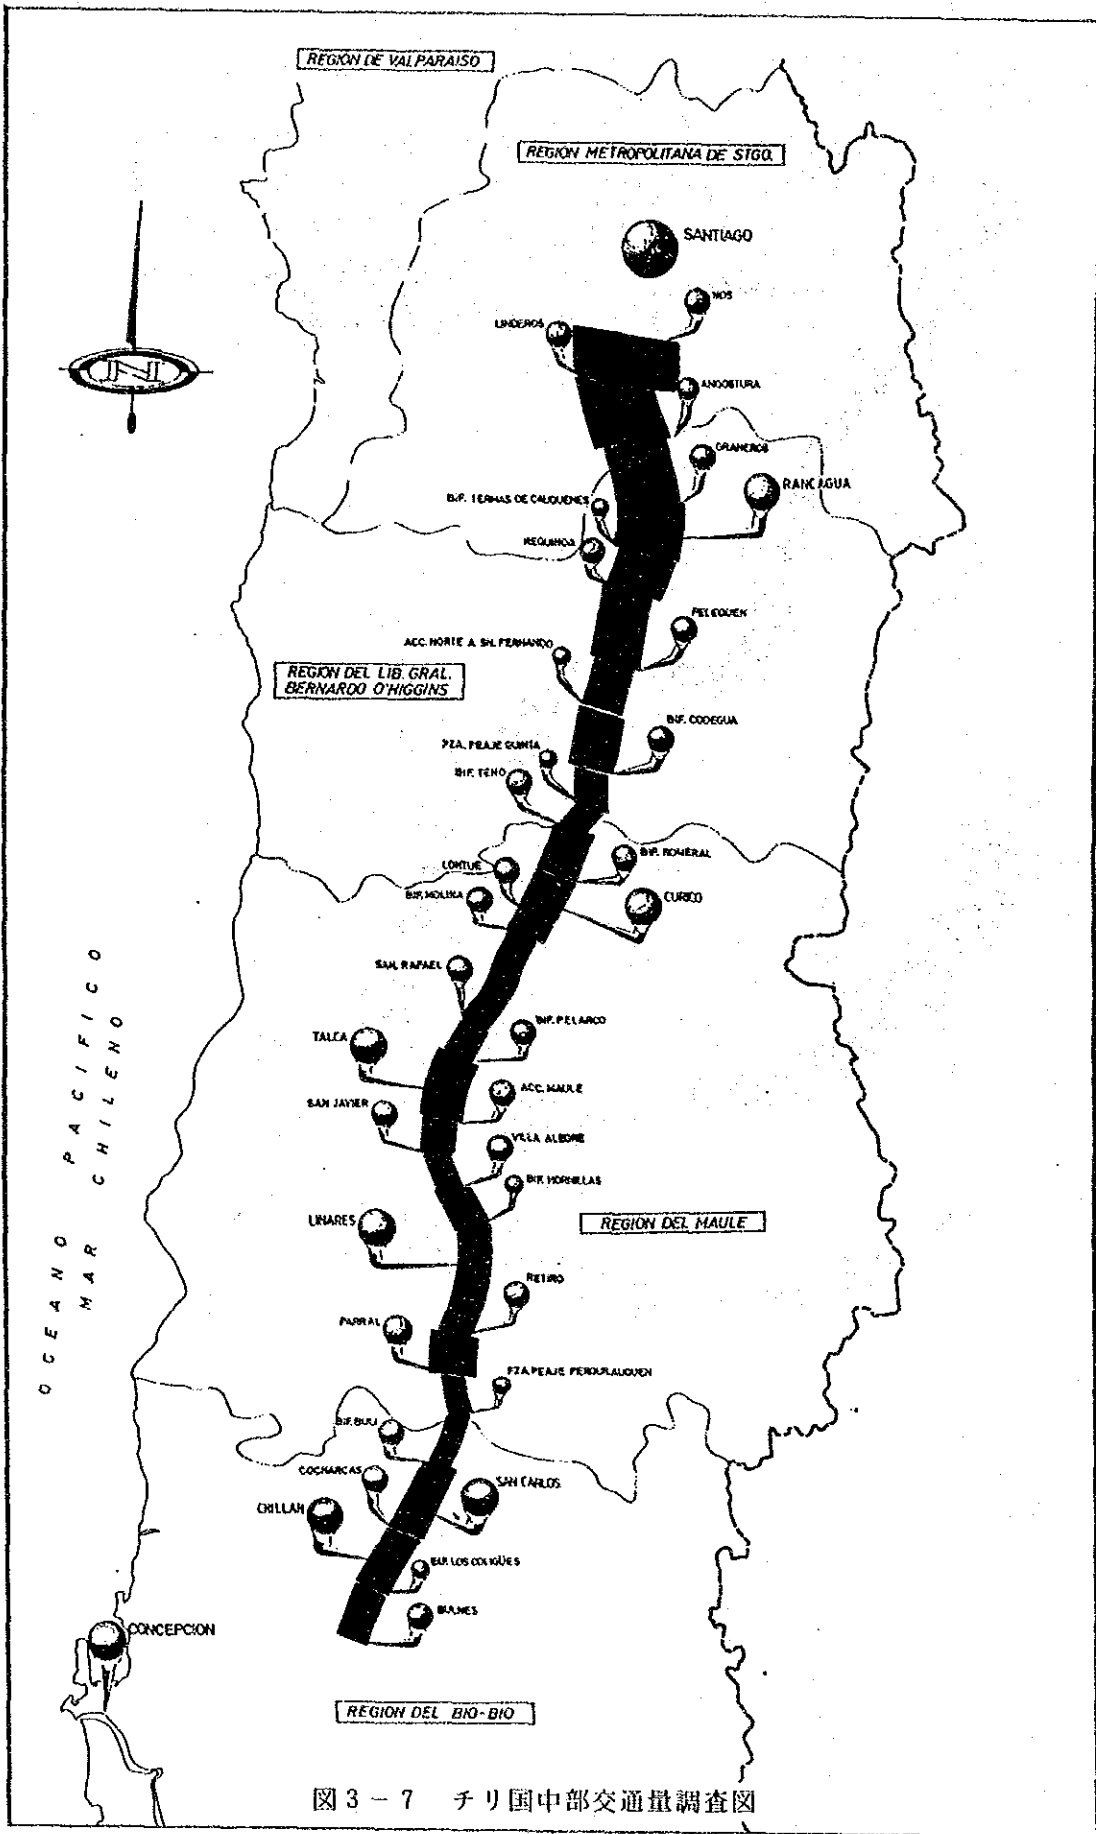 REGION DE VALPARAISO
REGION METROPOLITANA DE STGO.
SANTIAGO
NOS
LINDEROS
ANGOSTURA
GRANEROS
RANCAGUA
BIF. TERMAS DE CAUQUENES
REQUINOA
PELEQUEN
ACC. NORTE A SN. FERNANDO
REGION DEL LIB. GRAL.
BERNARDO O'HIGGINS
BIF. CODEGUA
PZA. PEAJE QUINTA
BIF. TENO
BIF. ROMERAL
LONTUE
BIF. MOLINA
CURICO
SAN RAFAEL
BIF. PELARCO
TALCA
ACC. MAULE
SAN JAVIER
VILLA ALEGRE
BIF. HORNILLAS
LINARES
REGION DEL MAULE
RETIRO
PARRAL
PZA. PEAJE PERQUILAUQUEN
BIF. BULI
COCHARCAS
SAN CARLOS
CHILLAN
BIF. LOS COLIGÜES
BULNES
CONCEPCION
REGION DEL BIO-BIO
OCEANO PACIFICO
MAR CHILENO
N
図3-7 チリ国中部交通量調査図